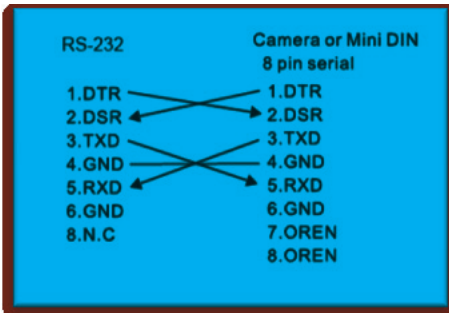 RS-232
Camera or Mini DIN
8 pin serial
1.DTR
2.DSR
3.TXD
4.GND
5.RXD
6.GND
8.N.C
1.DTR
2.DSR
3.TXD
4.GND
5.RXD
6.GND
7.OREN
8.OREN